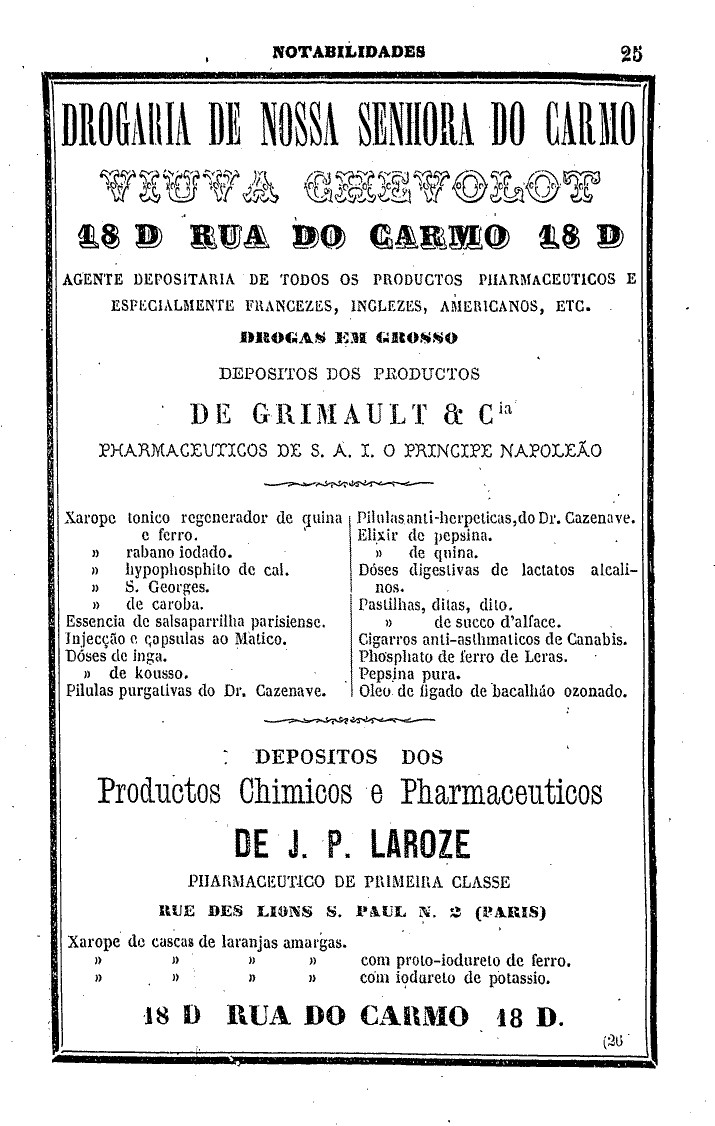 NOTABILIDADES 25
DROGARIA DE NOSSA SENHORA DO CARMO
VIUVA CHEVOLOT
18 D RUA DO CARMO 18 D
AGENTE DEPOSITARIA DE TODOS OS PRODUCTOS PHARMACEUTICOS E
ESPECIALMENTE FRANCEZES, INGLEZES, AMERICANOS, ETC.
DROGAS EM GROSSO
DEPOSITOS DOS PRODUCTOS
DE GRIMAULT & Cia
PHARMACEUTICOS DE S. A. I. O PRINCIPE NAPOLEÃO
Xarope tonico regenerador de quina
e ferro.
» rabano iodado.
» hypophosphito de cal.
» S. Georges.
» de caroba.
Essencia de salsaparrilha parisiense.
Injecção e çapsulas ao Matico.
Dóses de inga.
» de kousso.
Pilulas purgativas do Dr. Cazenave.
Pilulas anti-herpeticas, do Dr. Cazenave.
Elixir de pepsina.
» de quina.
Dóses digestivas de lactatos alcali-
nos.
Pastilhas, ditas, dito.
» de succo d'alface.
Cigarros anti-asthmaticos de Canabis.
Phosphato de ferro de Leras.
Pepsina pura.
Oleo de figado de bacalháo ozonado.
DEPOSITOS DOS
Productos Chimicos e Pharmaceuticos
DE J. P. LAROZE
PHARMACEUTICO DE PRIMEIRA CLASSE
RUE DES LIONS S. PAUL N. 2 (PARIS)
Xarope de cascas de laranjas amargas.
» » » » com proto-iodureto de ferro.
» » » » com iodureto de potassio.
18 D RUA DO CARMO 18 D.
(26